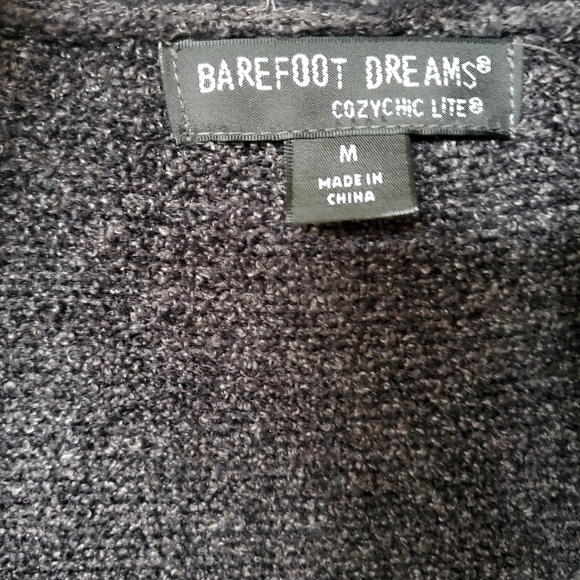 BAREFOOT DREAMS®
COZYCHIC LITE®
M
MADE IN
CHINA